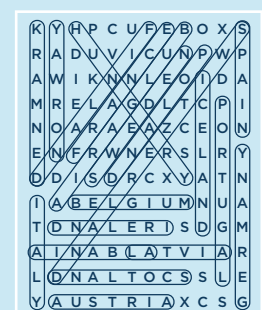 K Y H P C U F E B O X S
R A D U V I C U N P W P
A W I K N N L E O I D A
M R E L A G D L T C P I
N O A R A E A Z C E O N
E N F R W N E R S L R Y
D D I S D R C X Y A T N
I A B E L G I U M N U A
T D N A L E R I S D G M
A I N A B L A T V I A R
L D N A L T O C S S L E
Y A U S T R I A X C S G